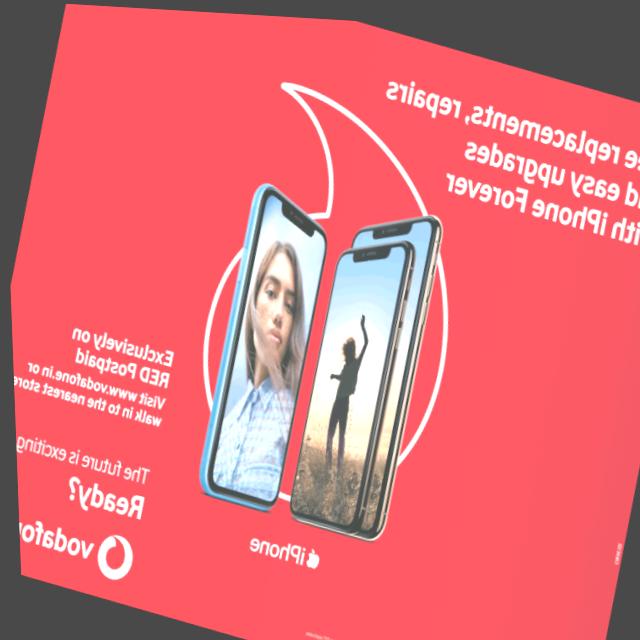 replacements, repairs
easy upgrades
iPhone Forever
Exclusively on
RED Postpaid
Visit www.vodafone.in or
walk in to the nearest store
The future is exciting
Ready?
vodafo
iPhone